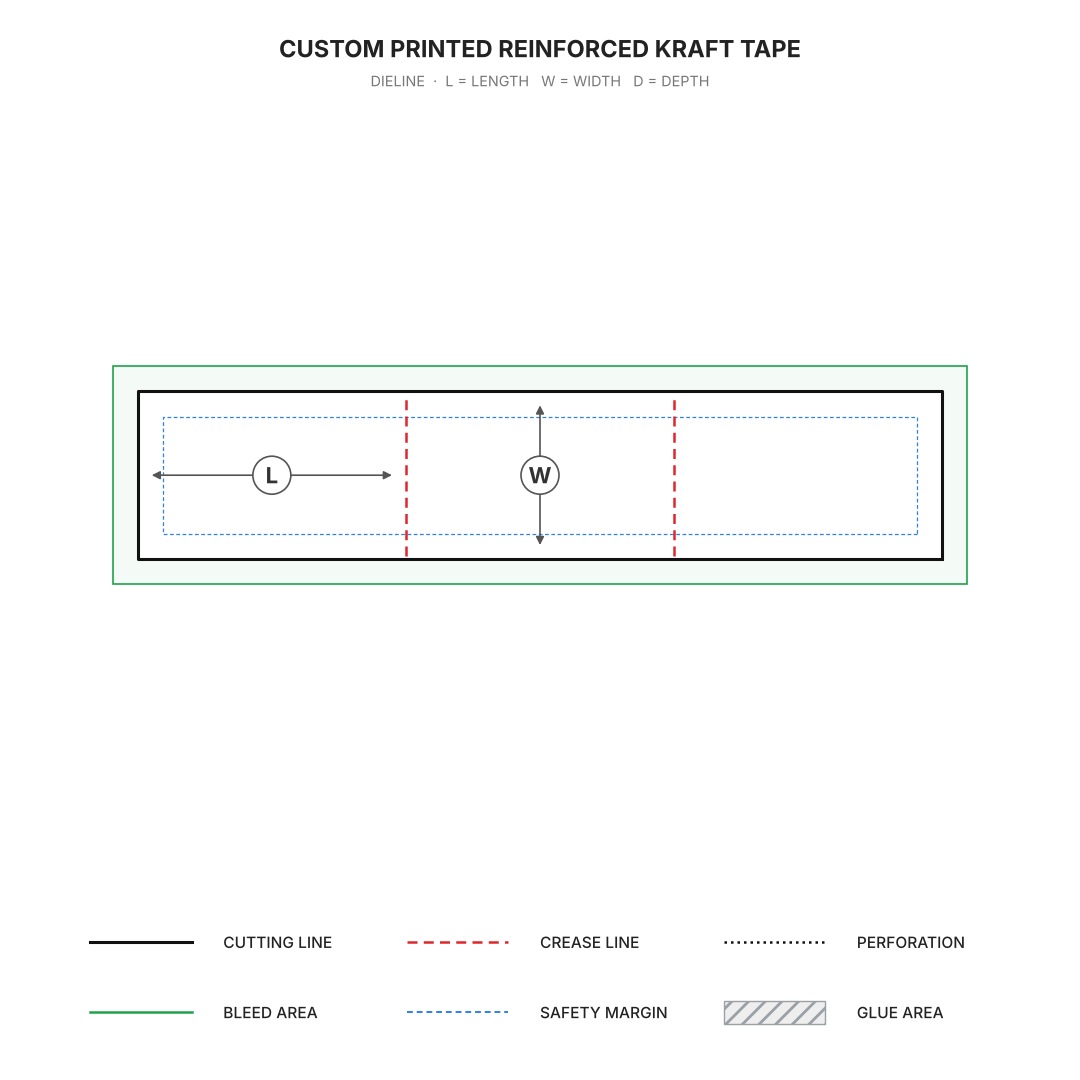 CUSTOM PRINTED REINFORCED KRAFT TAPE
DIELINE · L = LENGTH W = WIDTH D = DEPTH
L
W
CUTTING LINE
CREASE LINE
PERFORATION
BLEED AREA
SAFETY MARGIN
GLUE AREA